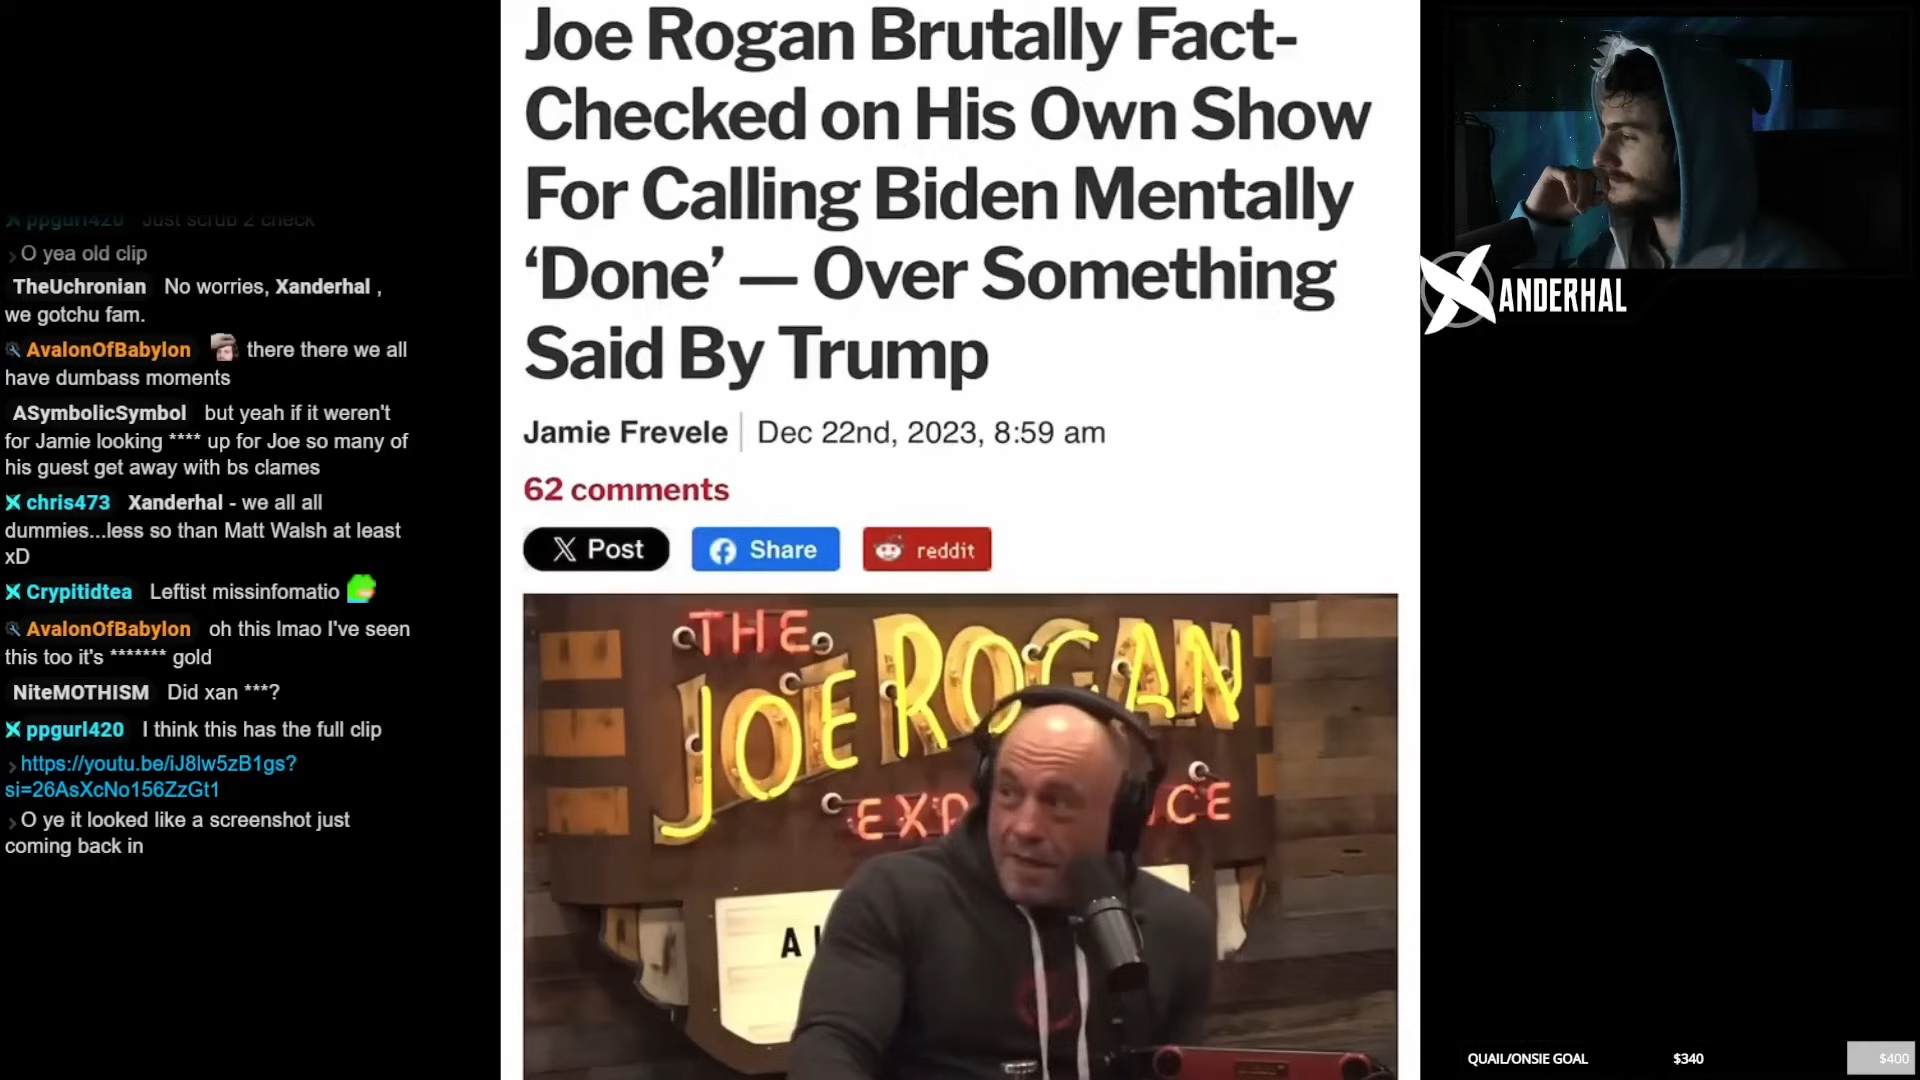 ppgurl420 Just scrub 2 check
O yea old clip
TheUchronian No worries, Xanderhal ,
we gotchu fam.
AvalonOfBabylon there there we all
have dumbass moments
ASymbolicSymbol but yeah if it weren't
for Jamie looking **** up for Joe so many of
his guest get away with bs clames
chris473 Xanderhal - we all all
dummies...less so than Matt Walsh at least
xD
Crypitidtea Leftist missinfomatio
AvalonOfBabylon oh this lmao I've seen
this too it's ******* gold
NiteMOTHISM Did xan ***?
ppgurl420 I think this has the full clip
https://youtu.be/iJ8lw5zB1gs?
si=26AsXcNo156ZzGt1
O ye it looked like a screenshot just
coming back in
Joe Rogan Brutally Fact-
Checked on His Own Show
For Calling Biden Mentally
‘Done’ — Over Something
Said By Trump
Jamie Frevele | Dec 22nd, 2023, 8:59 am
62 comments
X Post
Share
reddit
THE
JOE ROGAN
EXP CE
A
XANDERHAL
QUAIL/ONSIE GOAL $340 $400